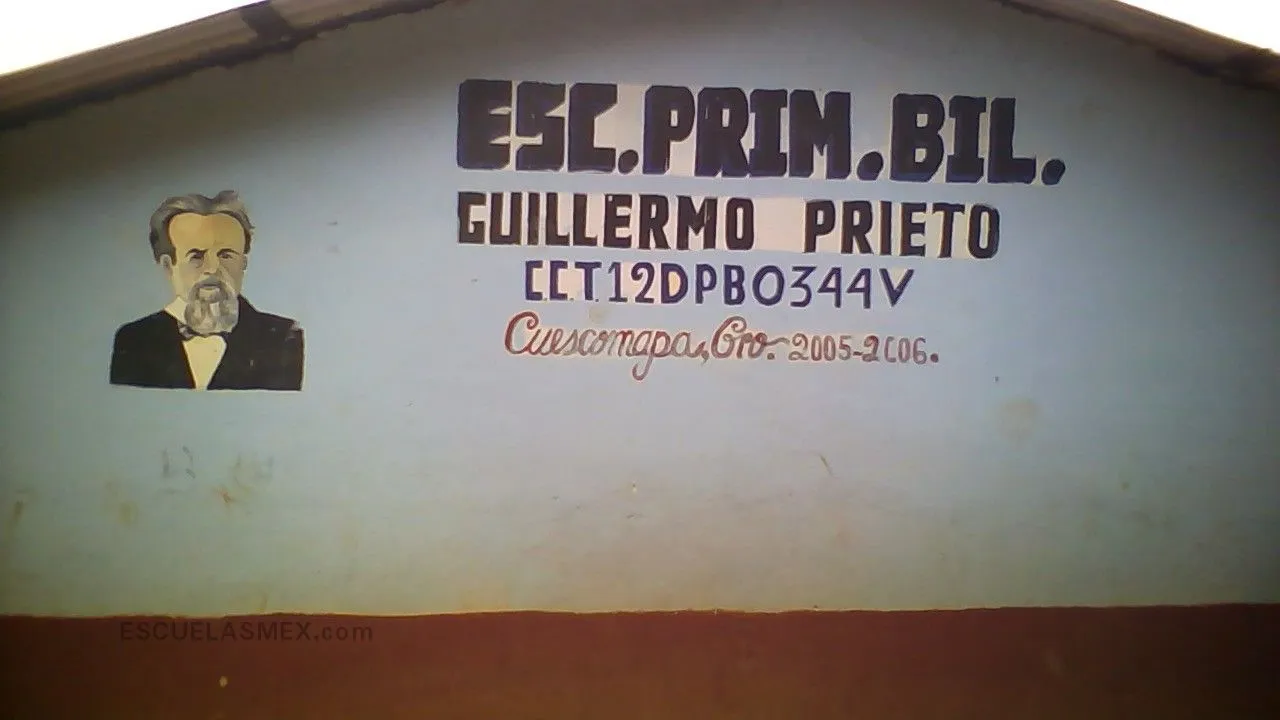 ESC.PRIM.BIL.
GUILLERMO PRIETO
C.C.T.12DPB0344V
Cuescomapa, Gro. 2005-2006.
ESCUELASMEX.com